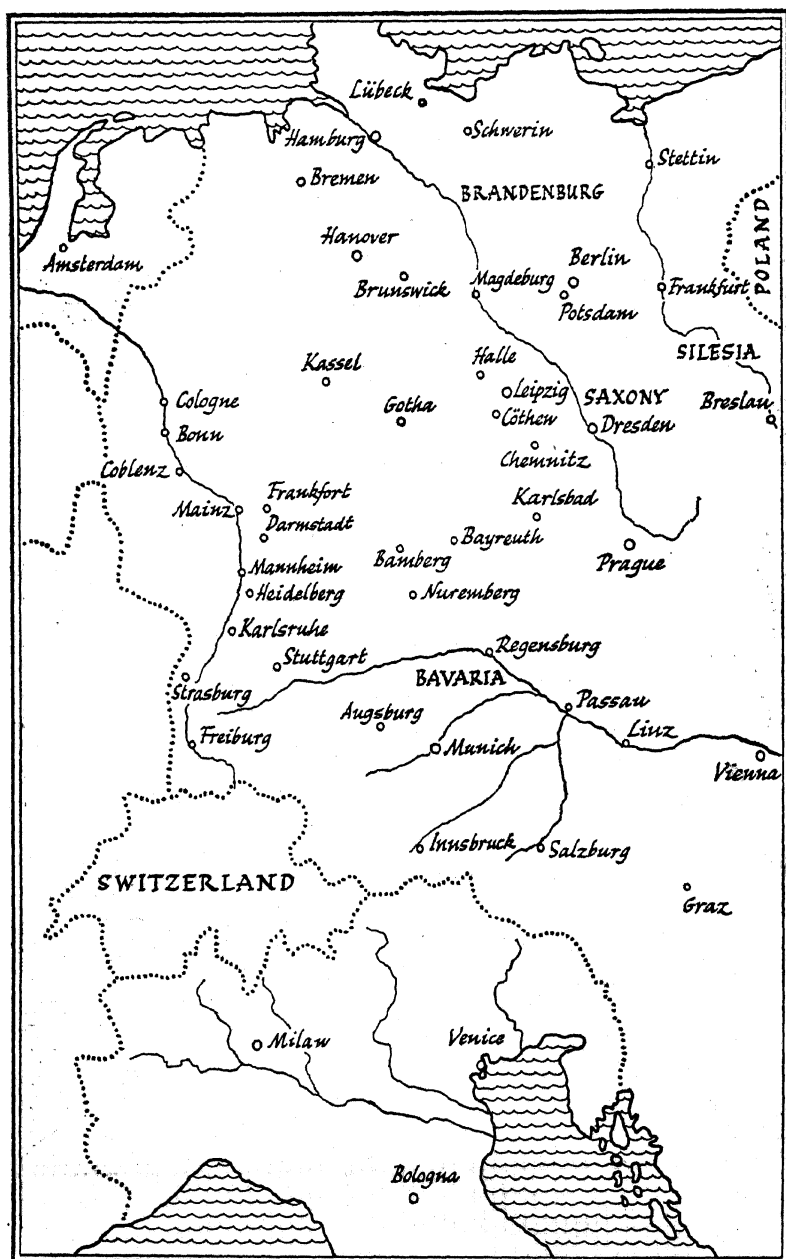 Lübeck
Hamburg
Schwerin
Stettin
Bremen
BRANDENBURG
POLAND
Hanover
Amsterdam
Berlin
Brunswick
Magdeburg
Frankfurt
Potsdam
SILESIA
Kassel
Halle
Leipzig
SAXONY
Breslau
Cologne
Gotha
Cöthen
Dresden
Bonn
Chemnitz
Coblenz
Frankfort
Karlsbad
Mainz
Darmstadt
Bayreuth
Bamberg
Prague
Mannheim
Heidelberg
Nuremberg
Karlsruhe
Stuttgart
Regensburg
BAVARIA
Strasburg
Passau
Augsburg
Freiburg
Munich
Linz
Vienna
Innsbruck
Salzburg
SWITZERLAND
Graz
Milaw
Venice
Bologna